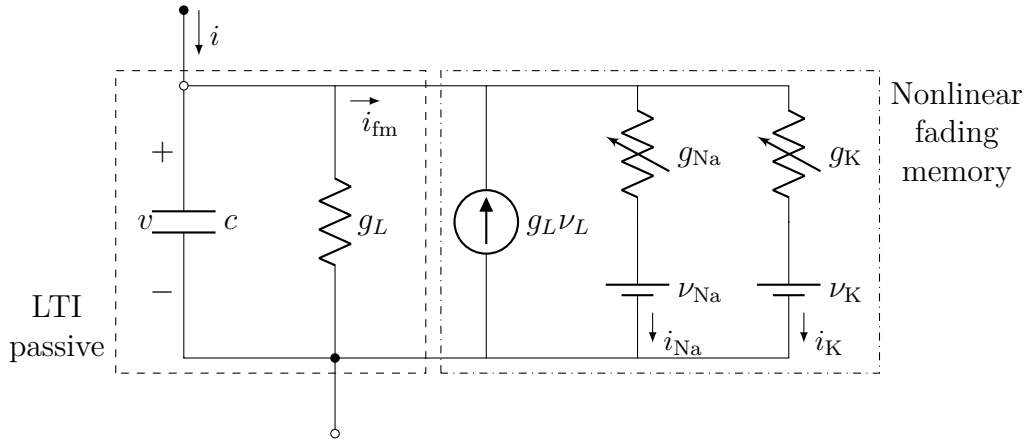 i
Nonlinear
fading
memory
i_fm
+
g_Na
g_K
v
c
g_L
g_Lν_L
−
ν_Na
ν_K
LTI
passive
i_Na
i_K